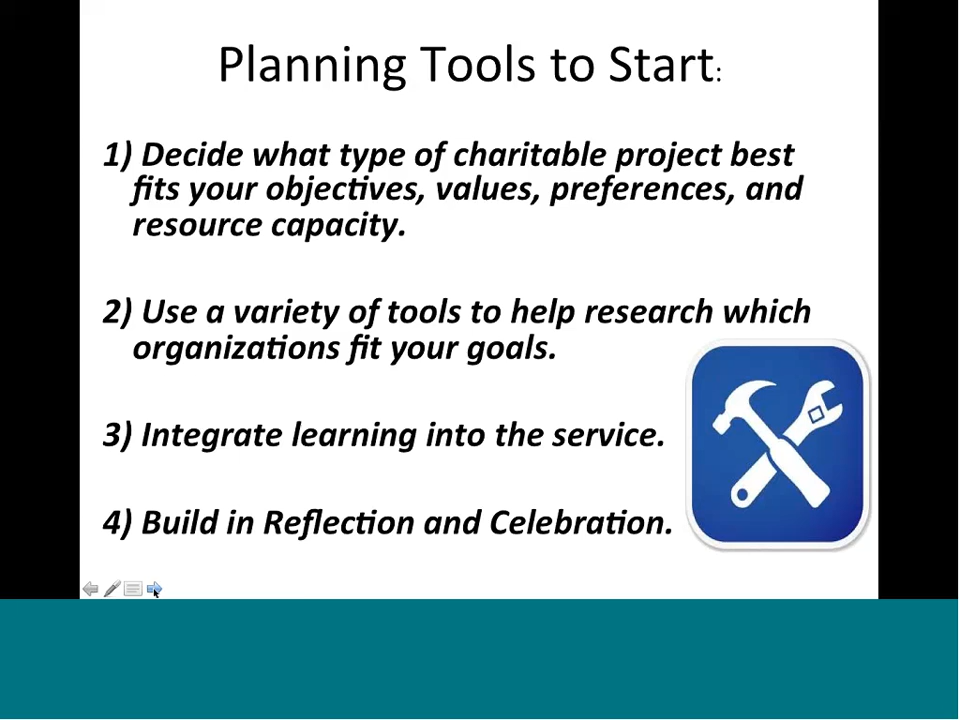 Planning Tools to Start:
1) Decide what type of charitable project best
fits your objectives, values, preferences, and
resource capacity.
2) Use a variety of tools to help research which
organizations fit your goals.
3) Integrate learning into the service.
4) Build in Reflection and Celebration.